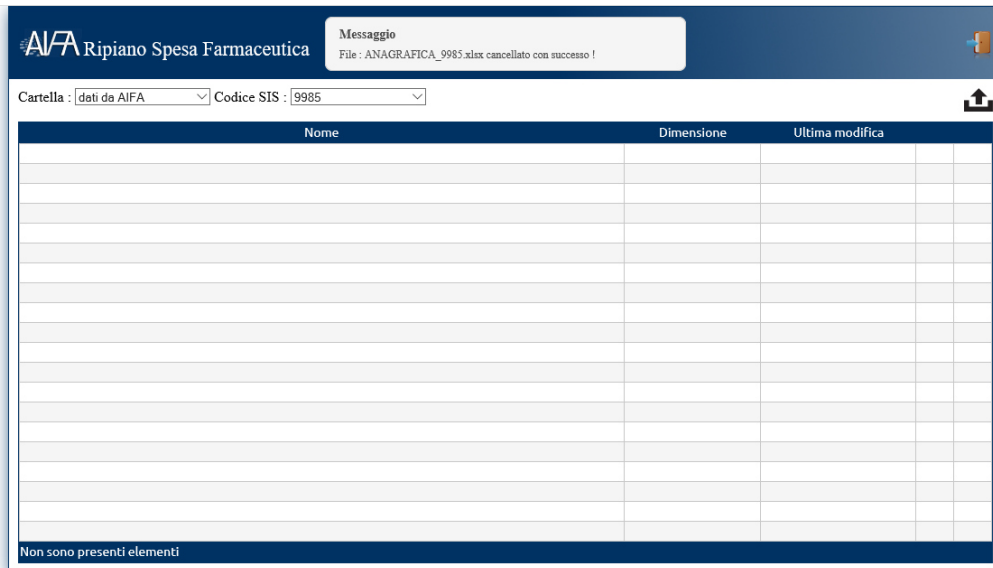 AIFA Ripiano Spesa Farmaceutica
Messaggio
File : ANAGRAFICA_9985.xlsx cancellato con successo !
Cartella : dati da AIFA Codice SIS : 9985
Nome Dimensione Ultima modifica
Non sono presenti elementi